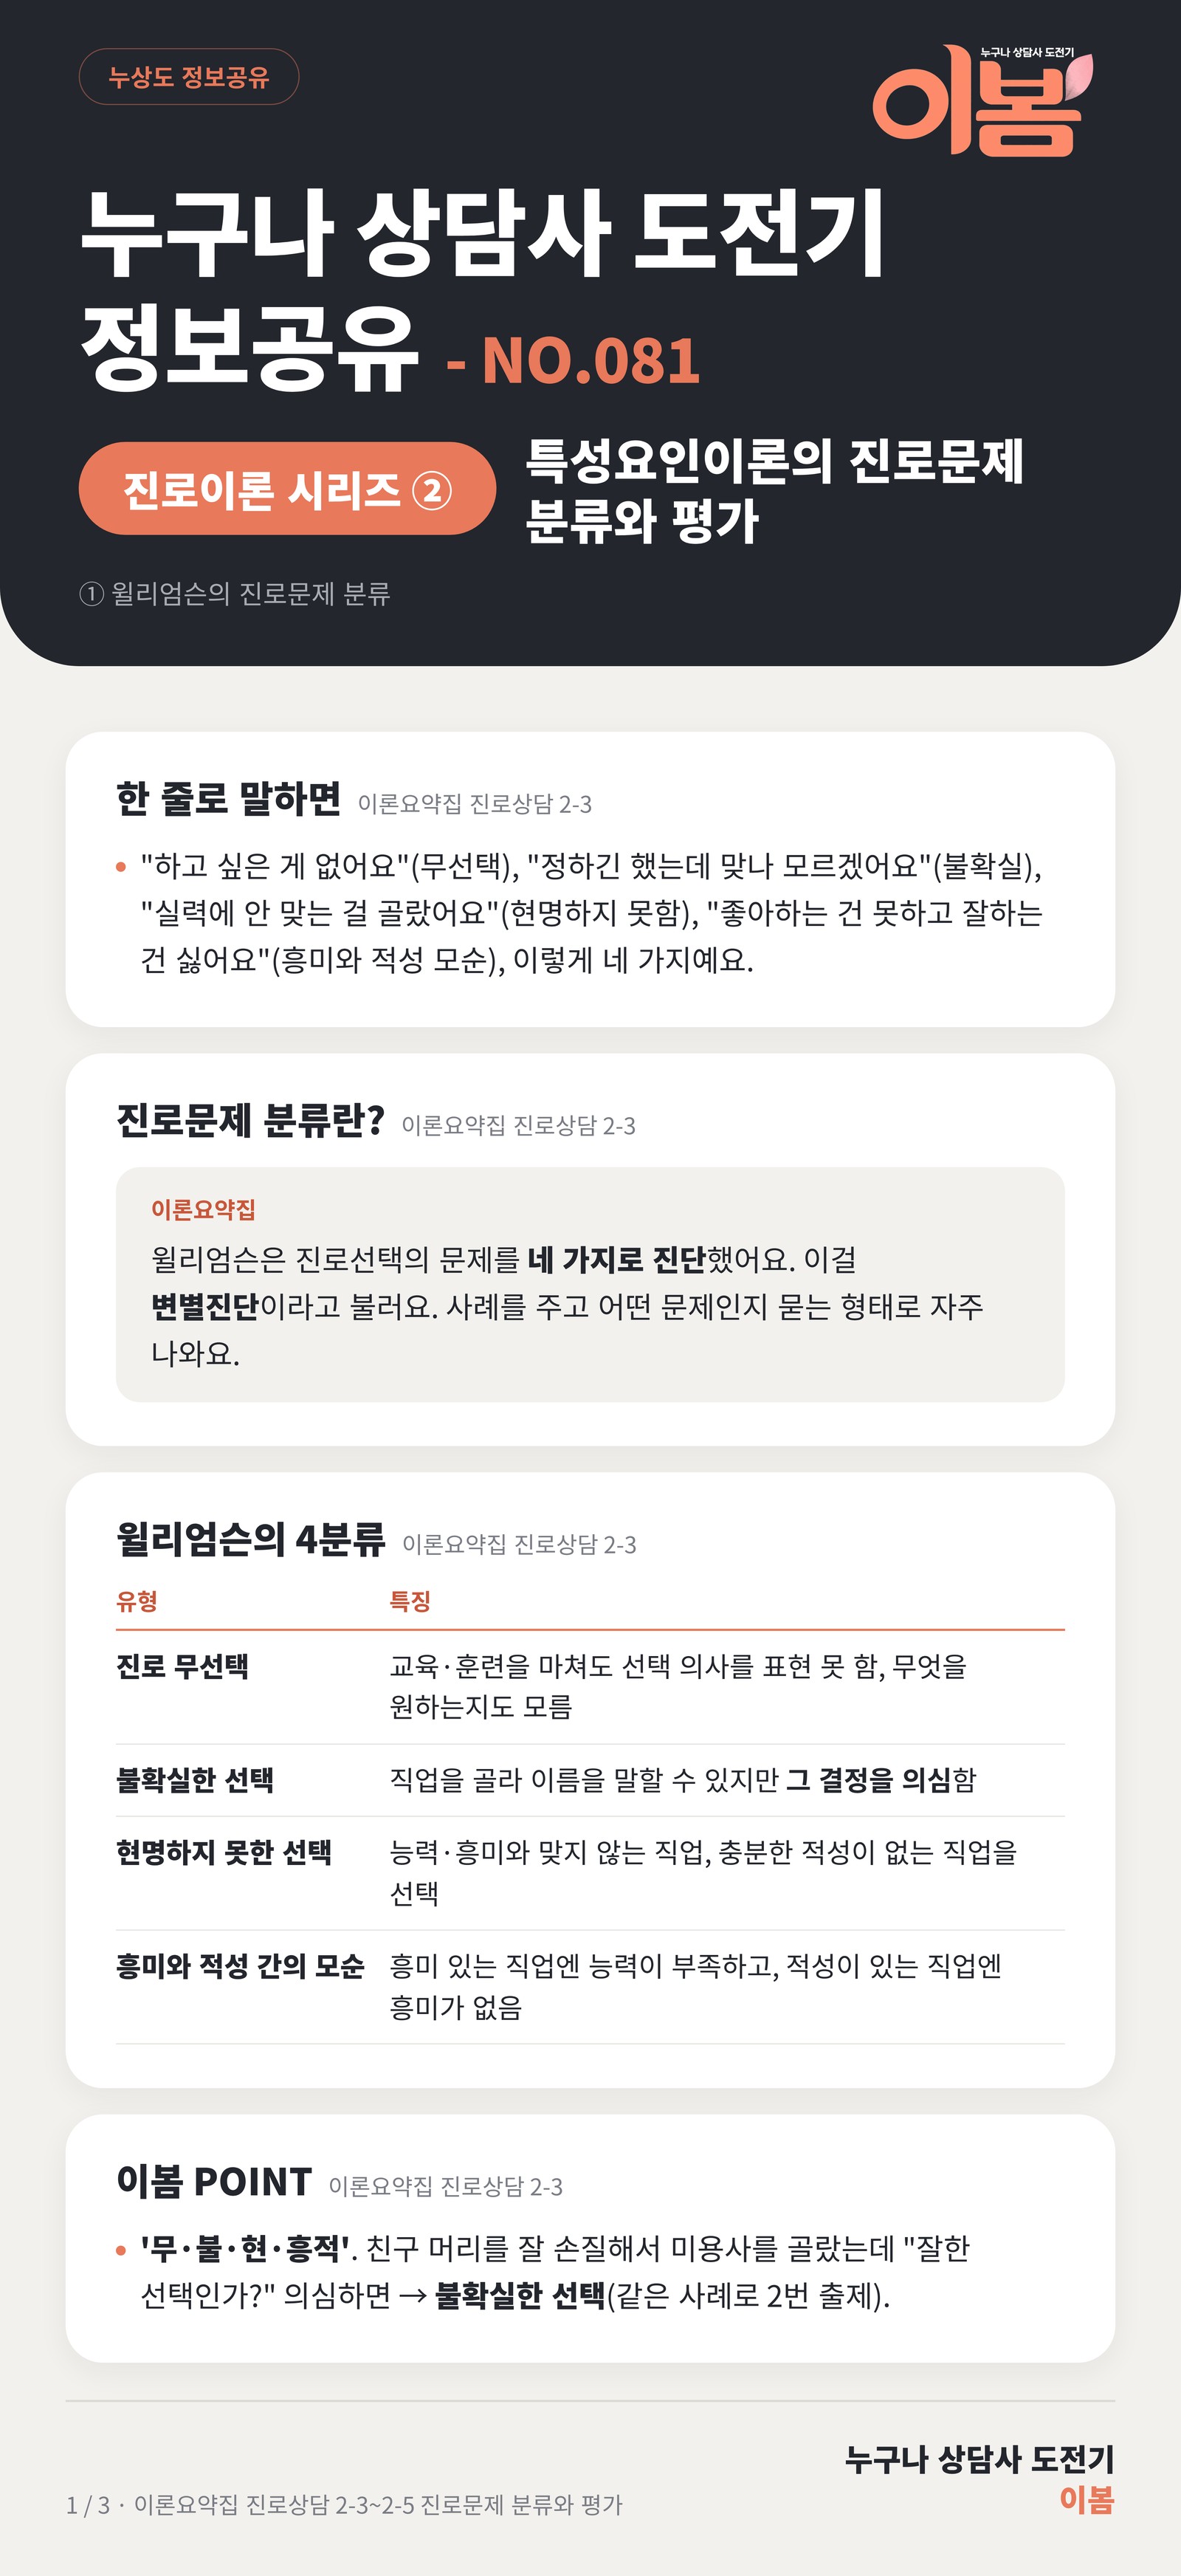 누상도 정보공유
누구나 상담사 도전기
이봄
누구나 상담사 도전기
정보공유 - NO.081
진로이론 시리즈 ②
특성요인이론의 진로문제
분류와 평가
① 윌리엄슨의 진로문제 분류
한 줄로 말하면 이론요약집 진로상담 2-3
• "하고 싶은 게 없어요"(무선택), "정하긴 했는데 맞나 모르겠어요"(불확실),
"실력에 안 맞는 걸 골랐어요"(현명하지 못함), "좋아하는 건 못하고 잘하는
건 싫어요"(흥미와 적성 모순), 이렇게 네 가지예요.
진로문제 분류란? 이론요약집 진로상담 2-3
이론요약집
윌리엄슨은 진로선택의 문제를 네 가지로 진단했어요. 이걸
변별진단이라고 불러요. 사례를 주고 어떤 문제인지 묻는 형태로 자주
나와요.
윌리엄슨의 4분류 이론요약집 진로상담 2-3
유형 특징
진로 무선택 교육·훈련을 마쳐도 선택 의사를 표현 못 함, 무엇을
원하는지도 모름
불확실한 선택 직업을 골라 이름을 말할 수 있지만 그 결정을 의심함
현명하지 못한 선택 능력·흥미와 맞지 않는 직업, 충분한 적성이 없는 직업을
선택
흥미와 적성 간의 모순 흥미 있는 직업엔 능력이 부족하고, 적성이 있는 직업엔
흥미가 없음
이봄 POINT 이론요약집 진로상담 2-3
• '무·불·현·흥적'. 친구 머리를 잘 손질해서 미용사를 골랐는데 "잘한
선택인가?" 의심하면 → 불확실한 선택(같은 사례로 2번 출제).
누구나 상담사 도전기
1 / 3 · 이론요약집 진로상담 2-3~2-5 진로문제 분류와 평가
이봄